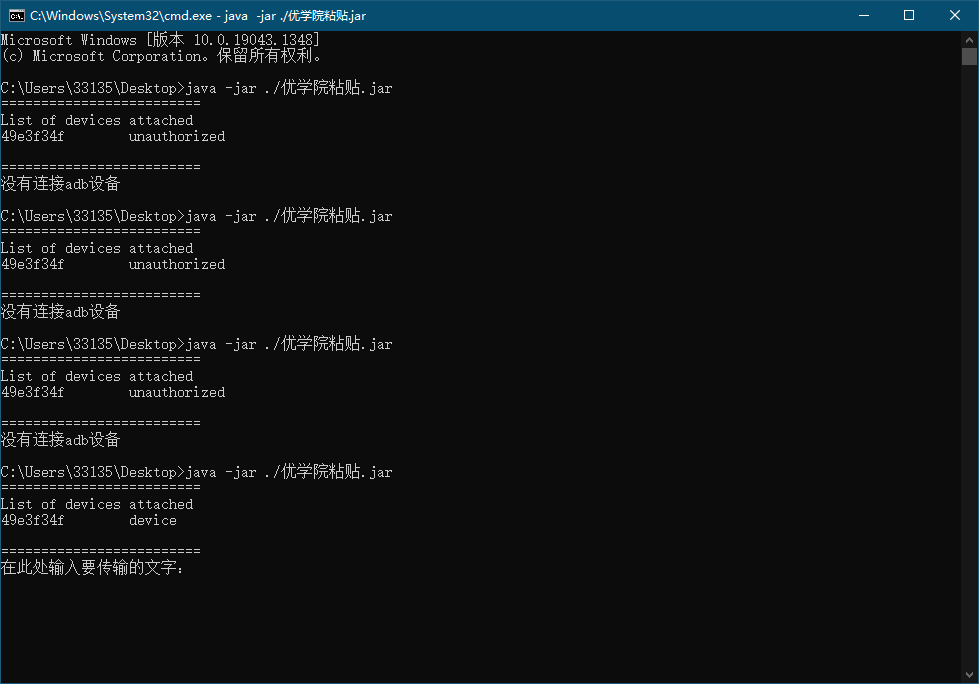 C:\Windows\System32\cmd.exe - java  -jar ./优学院粘贴.jar
Microsoft Windows [版本 10.0.19043.1348]
(c) Microsoft Corporation。保留所有权利。
C:\Users\33135\Desktop>java -jar ./优学院粘贴.jar
=========================
List of devices attached
49e3f34f        unauthorized
=========================
没有连接adb设备
C:\Users\33135\Desktop>java -jar ./优学院粘贴.jar
=========================
List of devices attached
49e3f34f        unauthorized
=========================
没有连接adb设备
C:\Users\33135\Desktop>java -jar ./优学院粘贴.jar
=========================
List of devices attached
49e3f34f        unauthorized
=========================
没有连接adb设备
C:\Users\33135\Desktop>java -jar ./优学院粘贴.jar
=========================
List of devices attached
49e3f34f        device
=========================
在此处输入要传输的文字: